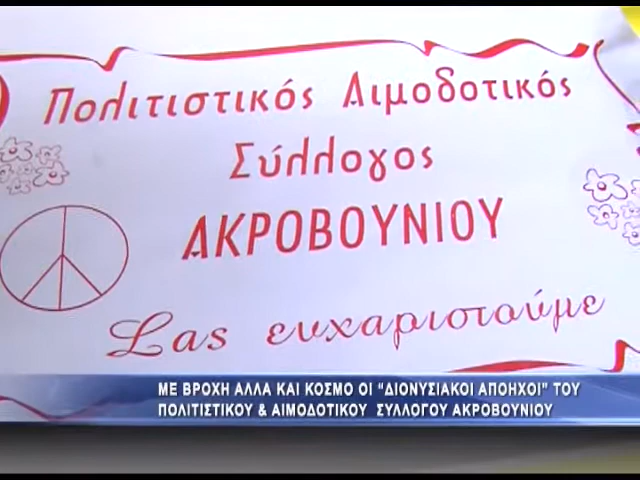 Πολιτιστικός Αιμοδοτικός
Σύλλογος
ΑΚΡΟΒΟΥΝΙΟΥ
Σας ευχαριστούμε
ΜΕ ΒΡΟΧΗ ΑΛΛΑ ΚΑΙ ΚΟΣΜΟ ΟΙ "ΔΙΟΝΥΣΙΑΚΟΙ ΑΠΟΗΧΟΙ" ΤΟΥ
ΠΟΛΙΤΙΣΤΙΚΟΥ & ΑΙΜΟΔΟΤΙΚΟΥ ΣΥΛΛΟΓΟΥ ΑΚΡΟΒΟΥΝΙΟΥ